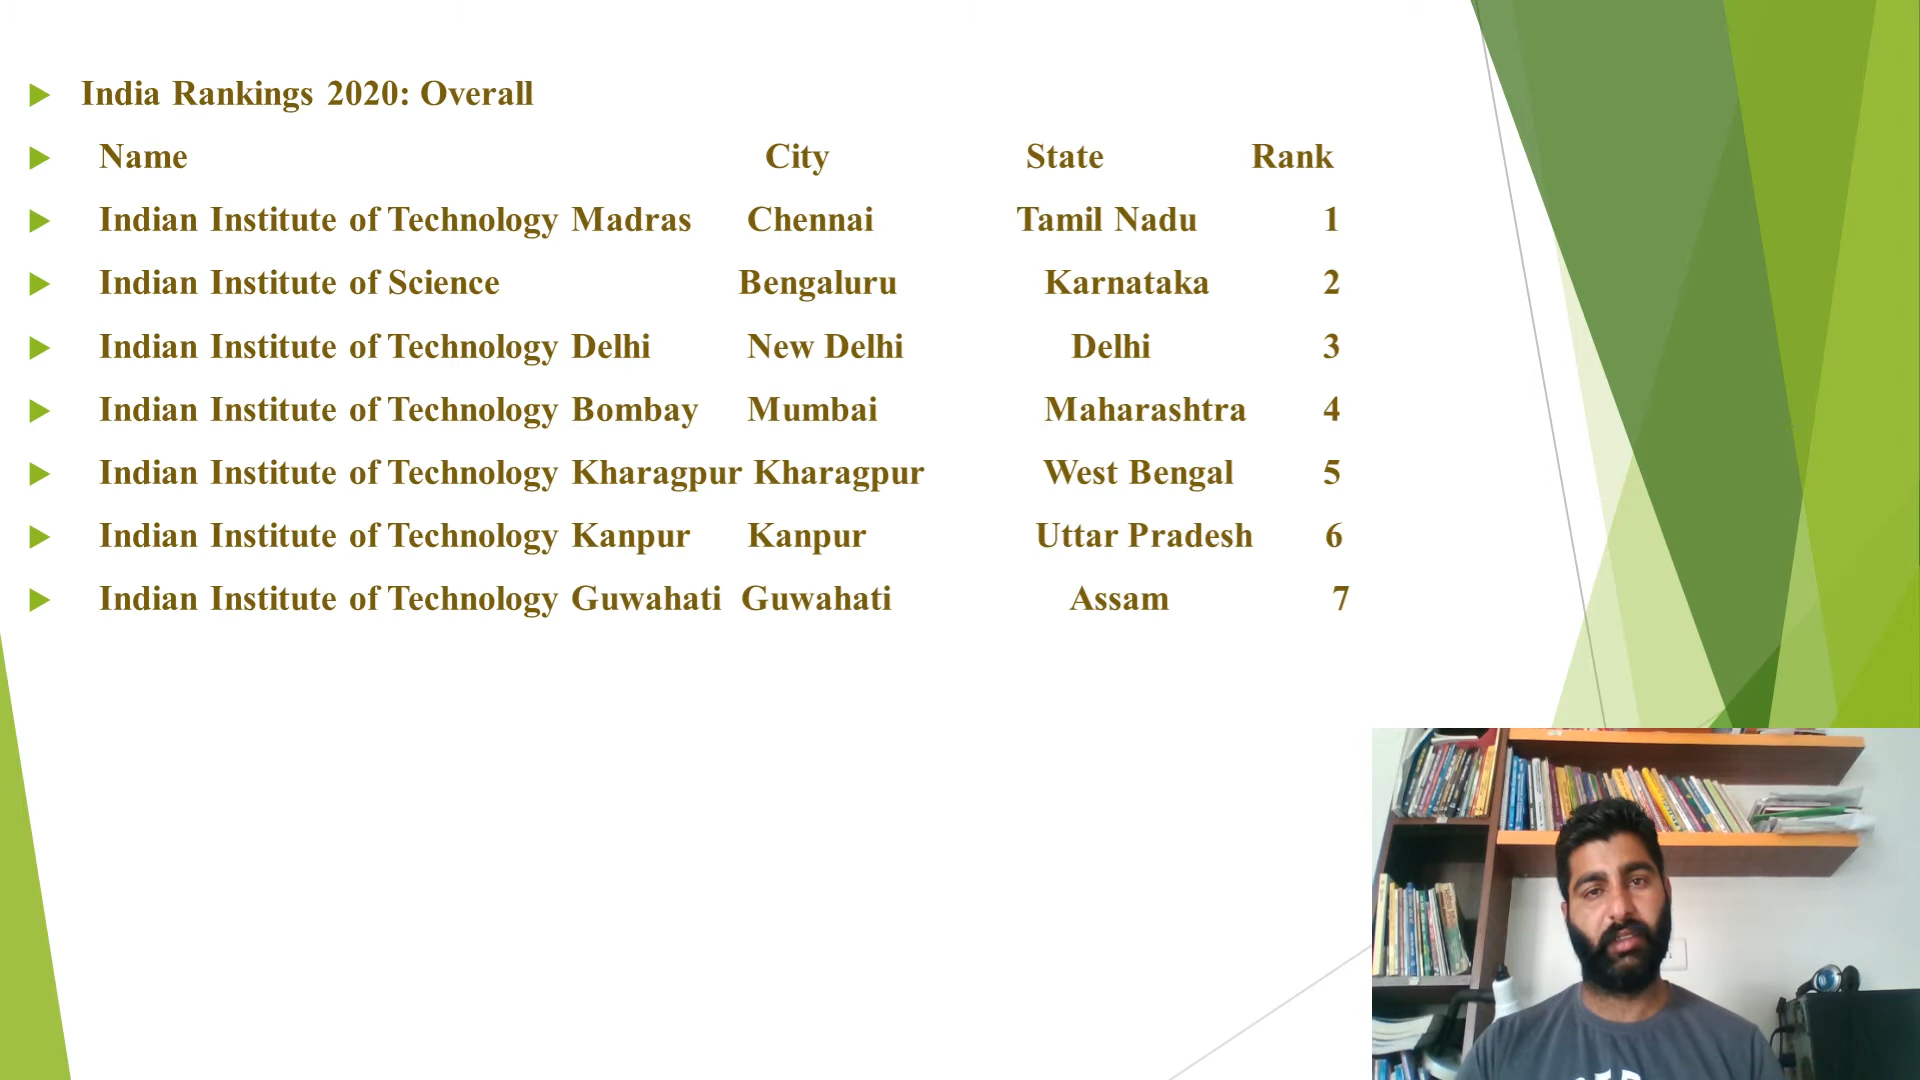 India Rankings 2020: Overall
Name City State Rank
Indian Institute of Technology Madras Chennai Tamil Nadu 1
Indian Institute of Science Bengaluru Karnataka 2
Indian Institute of Technology Delhi New Delhi Delhi 3
Indian Institute of Technology Bombay Mumbai Maharashtra 4
Indian Institute of Technology Kharagpur Kharagpur West Bengal 5
Indian Institute of Technology Kanpur Kanpur Uttar Pradesh 6
Indian Institute of Technology Guwahati Guwahati Assam 7